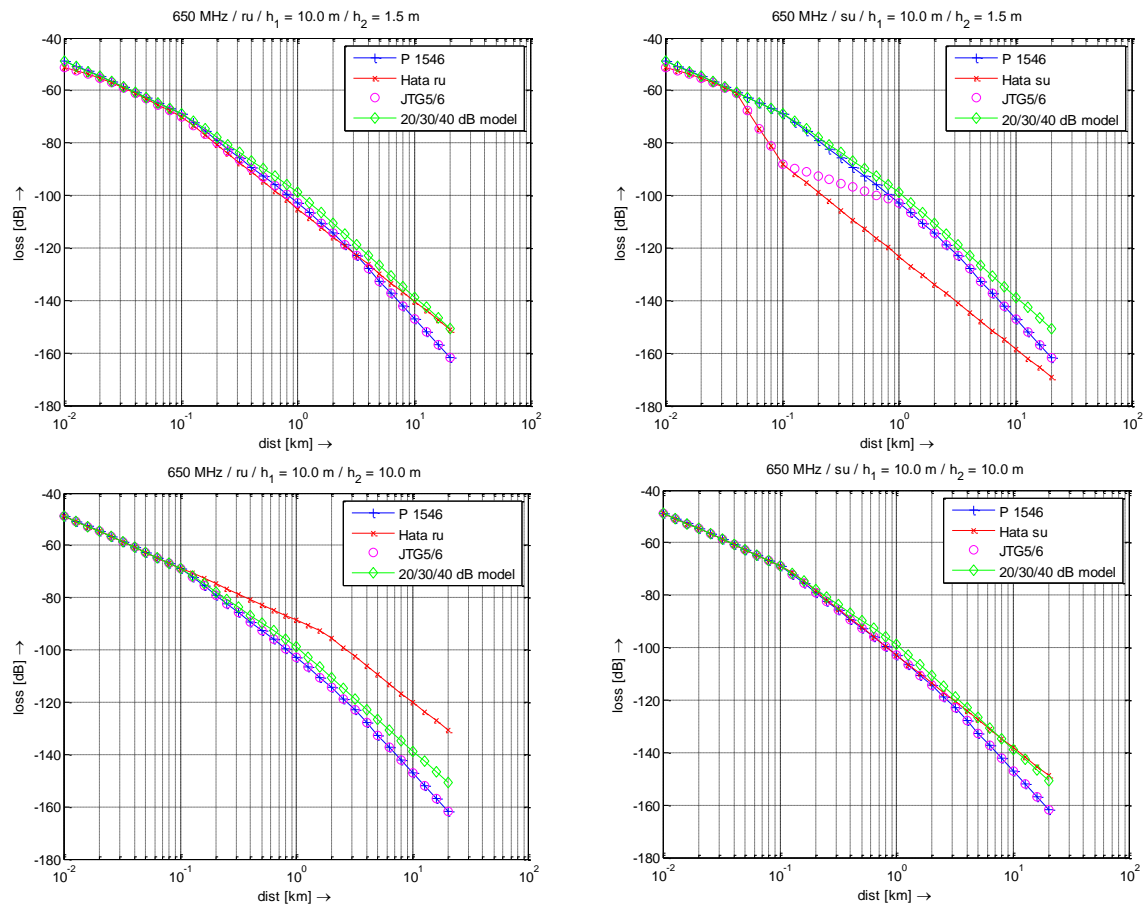 650 MHz / ru / h1 = 10.0 m / h2 = 1.5 m
-40
-60
-80
-100
-120
-140
-160
-180
loss [dB] →
P 1546
Hata ru
JTG5/6
20/30/40 dB model
10^-2
10^-1
10^0
10^1
10^2
dist [km] →
650 MHz / su / h1 = 10.0 m / h2 = 1.5 m
-40
-60
-80
-100
-120
-140
-160
-180
loss [dB] →
P 1546
Hata su
JTG5/6
20/30/40 dB model
10^-2
10^-1
10^0
10^1
10^2
dist [km] →
650 MHz / ru / h1 = 10.0 m / h2 = 10.0 m
-40
-60
-80
-100
-120
-140
-160
-180
loss [dB] →
P 1546
Hata ru
JTG5/6
20/30/40 dB model
10^-2
10^-1
10^0
10^1
10^2
dist [km] →
650 MHz / su / h1 = 10.0 m / h2 = 10.0 m
-40
-60
-80
-100
-120
-140
-160
-180
loss [dB] →
P 1546
Hata su
JTG5/6
20/30/40 dB model
10^-2
10^-1
10^0
10^1
10^2
dist [km] →